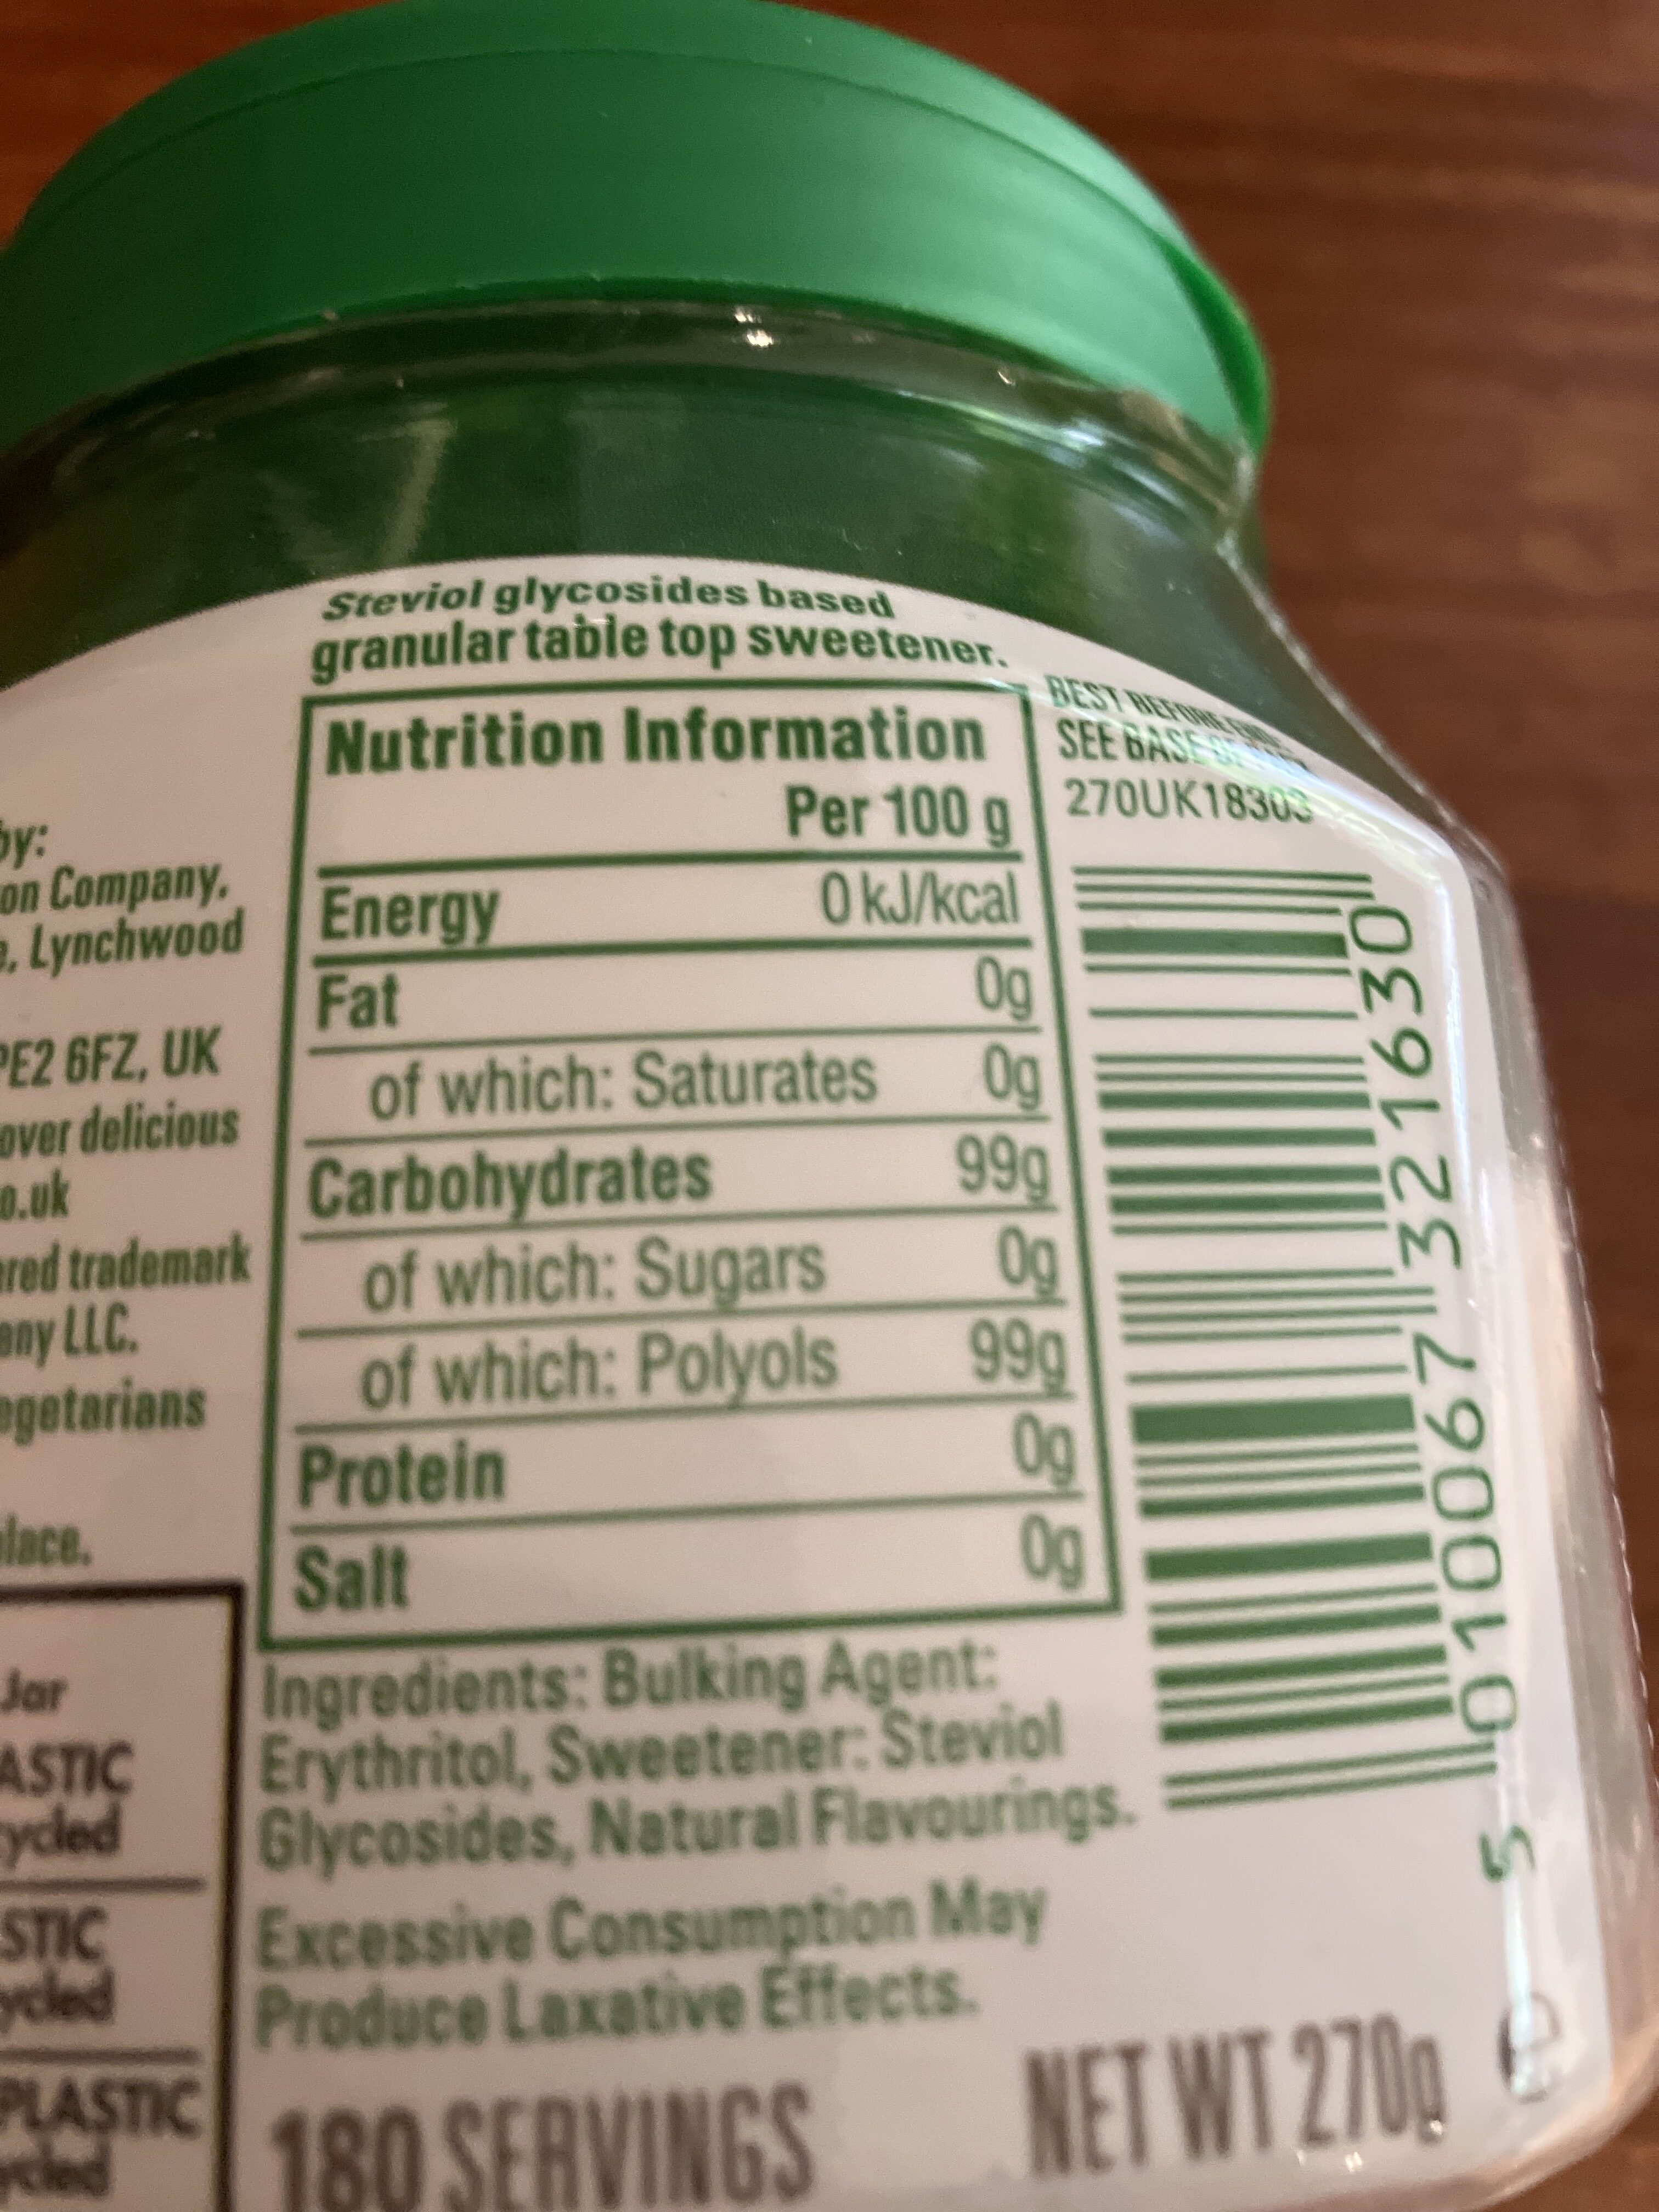 Steviol glycosides based
granular table top sweetener.
Nutrition Information
Per 100 g
Energy 0 kJ/kcal
Fat 0g
of which: Saturates 0g
Carbohydrates 99g
of which: Sugars 0g
of which: Polyols 99g
Protein 0g
Salt 0g
Ingredients: Bulking Agent:
Erythritol, Sweetener: Steviol
Glycosides, Natural Flavourings.
Excessive Consumption May
Produce Laxative Effects.
180 SERVINGS
NET WT 270g e
BEST BEFORE END
SEE BASE
270UK18303
5 010067 321630
by:
on Company.
Lynchwood
PE2 6FZ, UK
over delicious
o.uk
ered trademark
any LLC.
egetarians
place.
Jar
ASTIC
ycled
STIC
ycled
PLASTIC
ycled